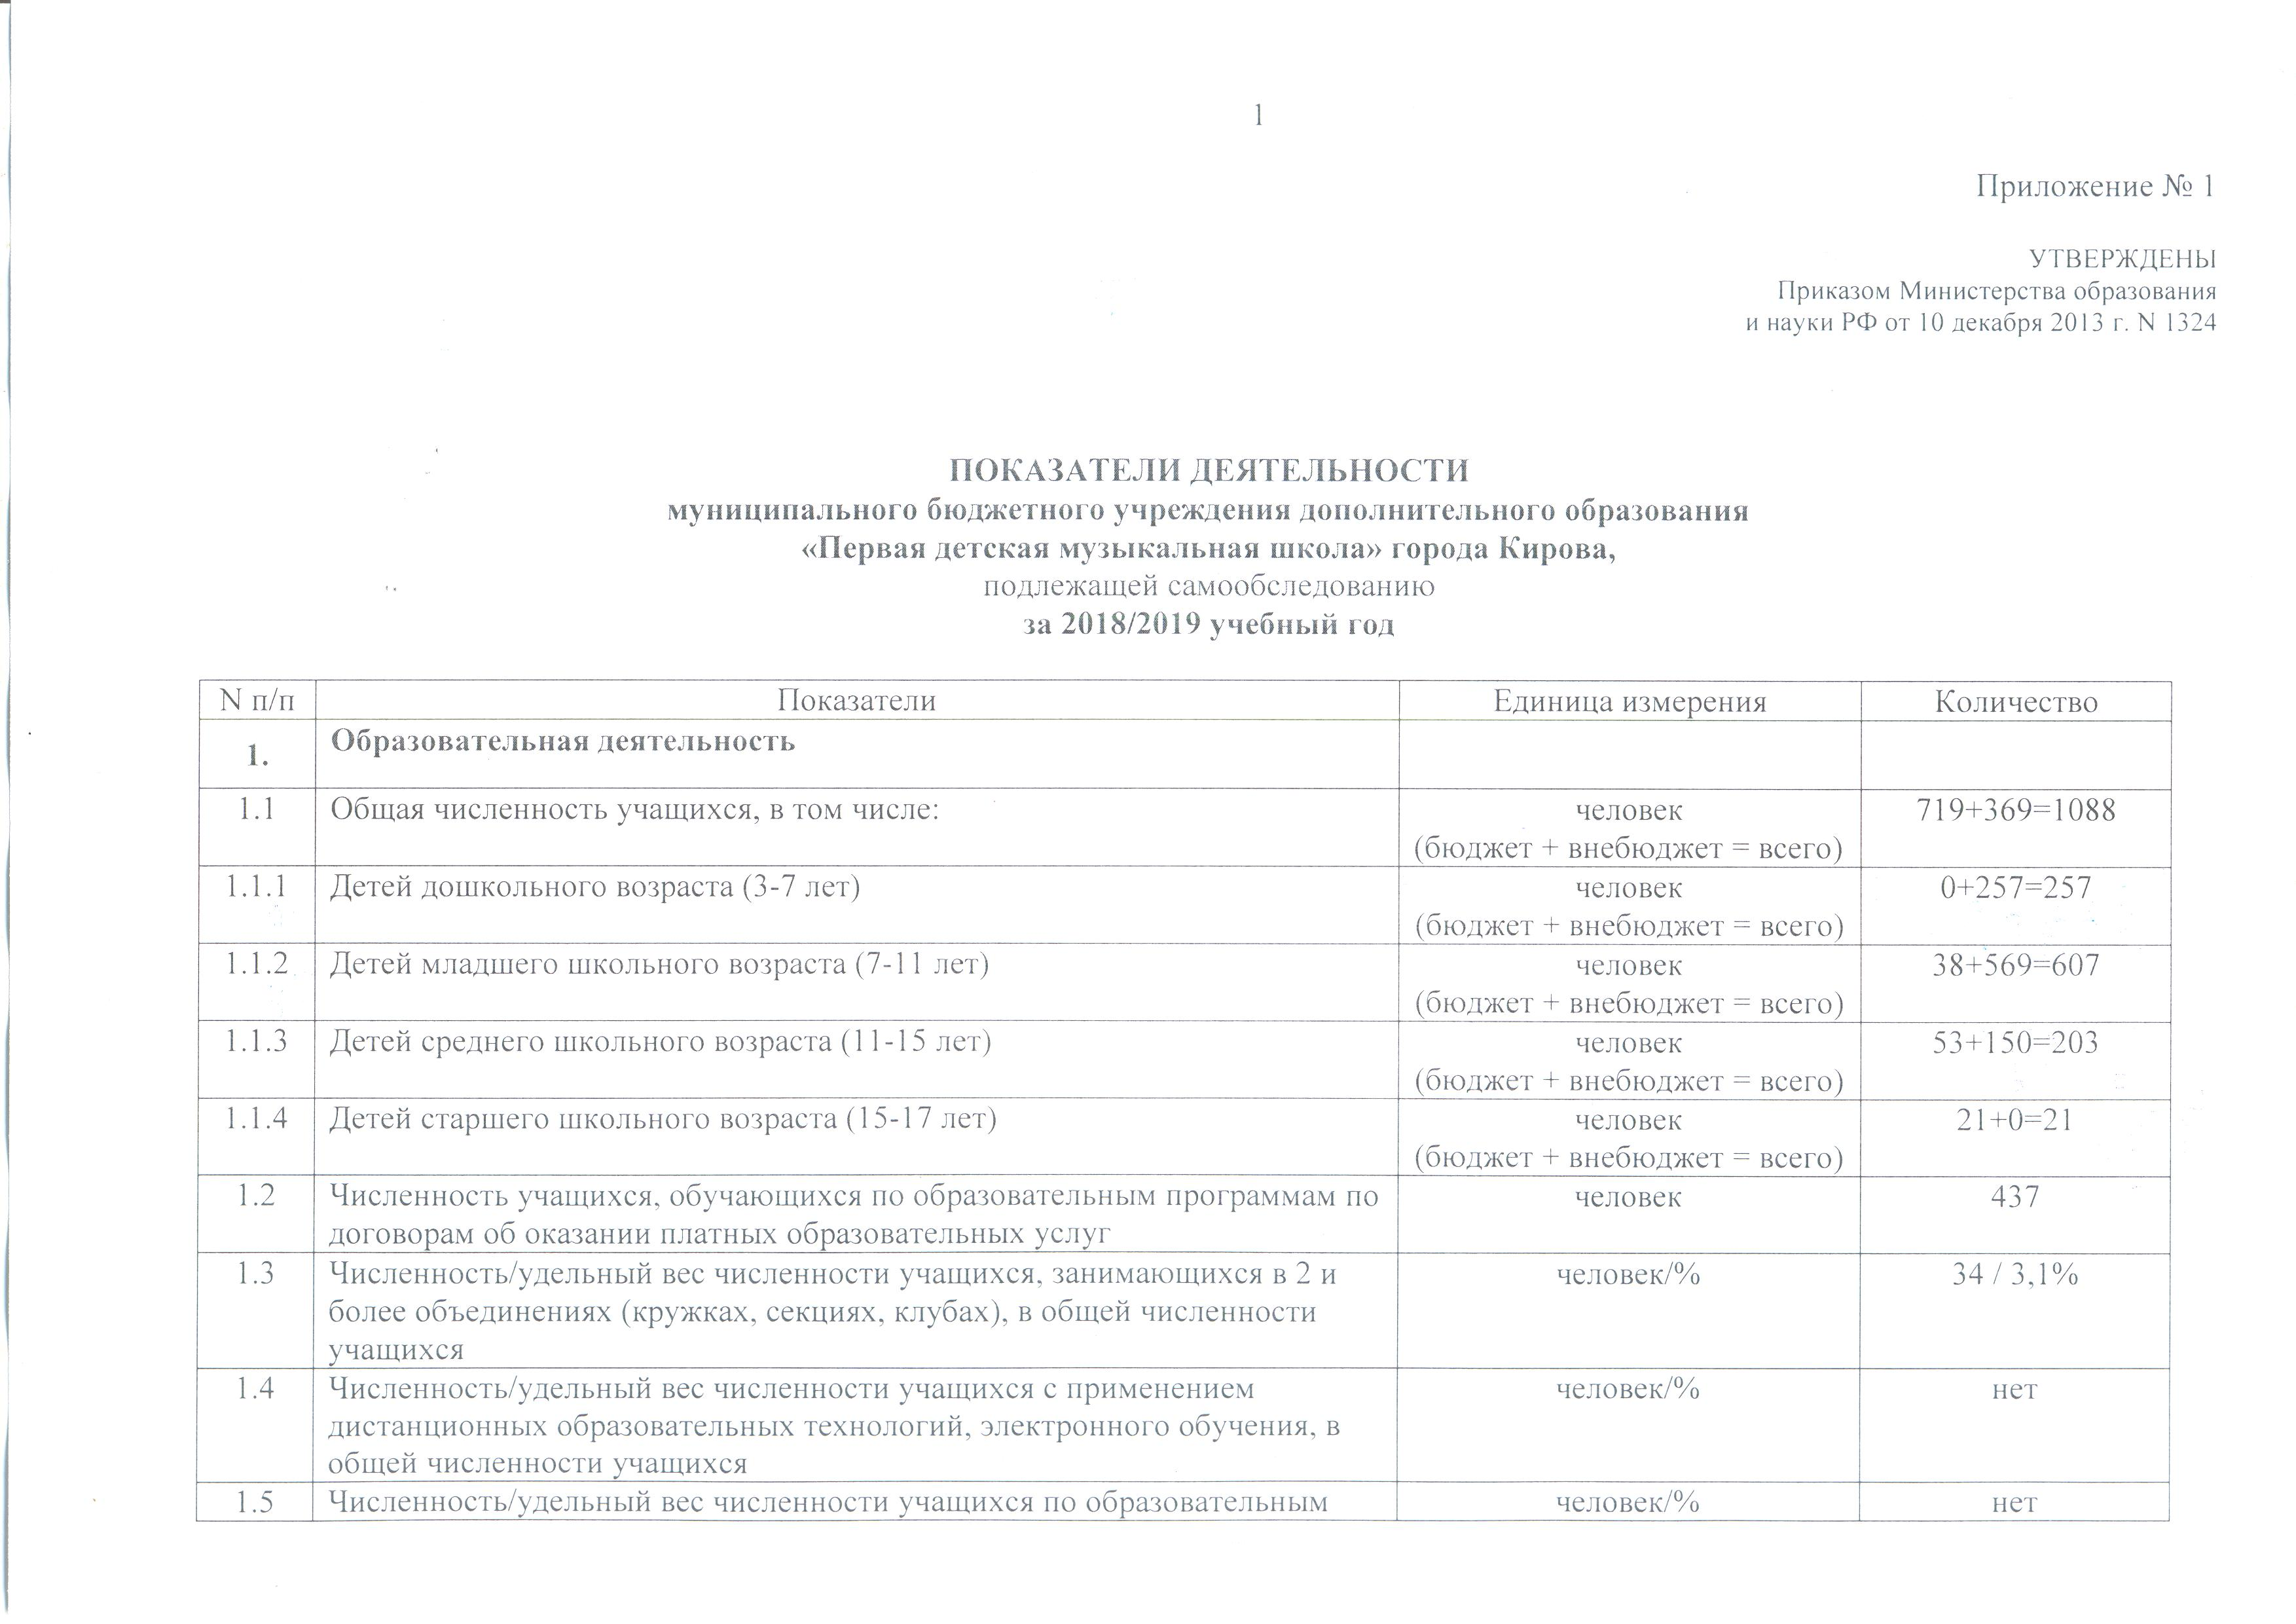 1
Приложение № 1
УТВЕРЖДЕНЫ
Приказом Министерства образования
и науки РФ от 10 декабря 2013 г. N 1324
ПОКАЗАТЕЛИ ДЕЯТЕЛЬНОСТИ
муниципального бюджетного учреждения дополнительного образования
«Первая детская музыкальная школа» города Кирова,
подлежащей самообследованию
за 2018/2019 учебный год
N п/п Показатели Единица измерения Количество
1. Образовательная деятельность
1.1 Общая численность учащихся, в том числе: человек 719+369=1088
(бюджет + внебюджет = всего)
1.1.1 Детей дошкольного возраста (3-7 лет) человек 0+257=257
(бюджет + внебюджет = всего)
1.1.2 Детей младшего школьного возраста (7-11 лет) человек 38+569=607
(бюджет + внебюджет = всего)
1.1.3 Детей среднего школьного возраста (11-15 лет) человек 53+150=203
(бюджет + внебюджет = всего)
1.1.4 Детей старшего школьного возраста (15-17 лет) человек 21+0=21
(бюджет + внебюджет = всего)
1.2 Численность учащихся, обучающихся по образовательным программам по человек 437
договорам об оказании платных образовательных услуг
1.3 Численность/удельный вес численности учащихся, занимающихся в 2 и человек/% 34 / 3,1%
более объединениях (кружках, секциях, клубах), в общей численности
учащихся
1.4 Численность/удельный вес численности учащихся с применением человек/% нет
дистанционных образовательных технологий, электронного обучения, в
общей численности учащихся
1.5 Численность/удельный вес численности учащихся по образовательным человек/% нет